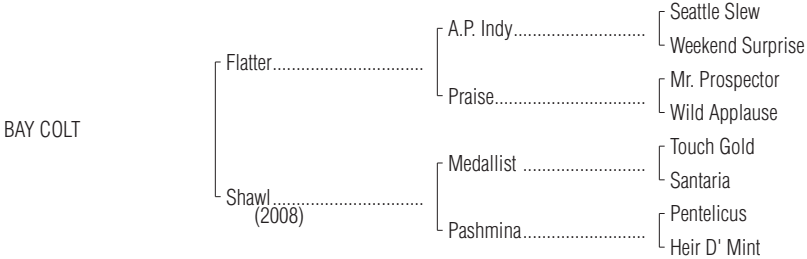 Seattle Slew
A.P. Indy..............................
Weekend Surprise
Flatter..................................
Mr. Prospector
Praise..................................
Wild Applause
BAY COLT
Touch Gold
Medallist ...........................
Santaria
Shawl..................................
(2008)
Pentelicus
Pashmina...........................
Heir D' Mint